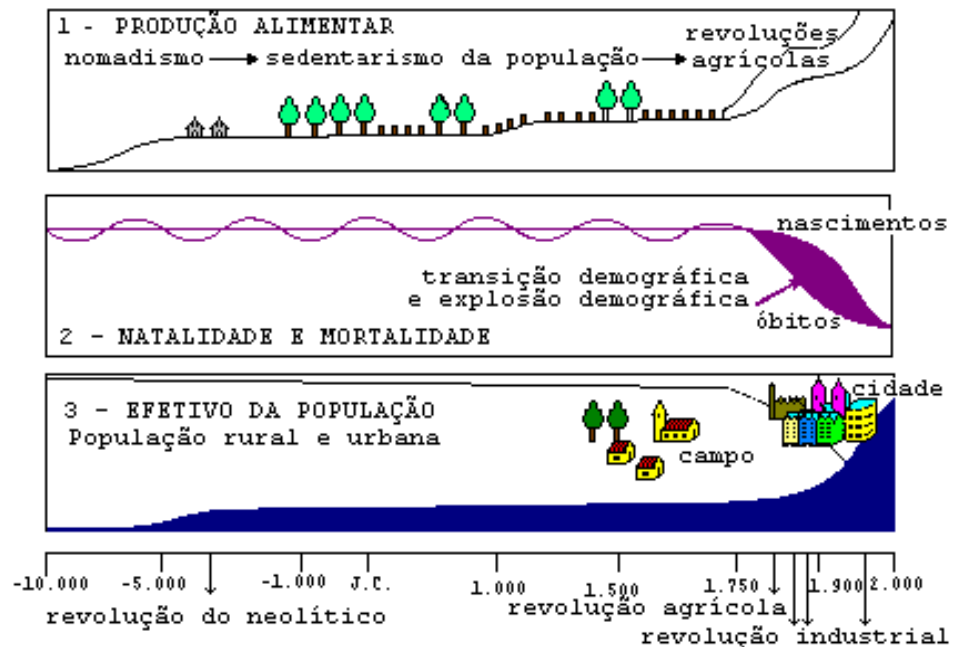 1 - PRODUÇÃO ALIMENTAR
revoluções
nomadismo sedentarismo da população agrícolas
nascimentos
transição demográfica
e explosão demográfica
óbitos
2 - NATALIDADE E MORTALIDADE
cidade
3 - EFETIVO DA POPULAÇÃO
População rural e urbana
campo
-10.000 -5.000 -1.000 J.C. 1.000 1.500 1.750 1.900 2.000
revolução do neolítico
revolução agrícola
revolução industrial